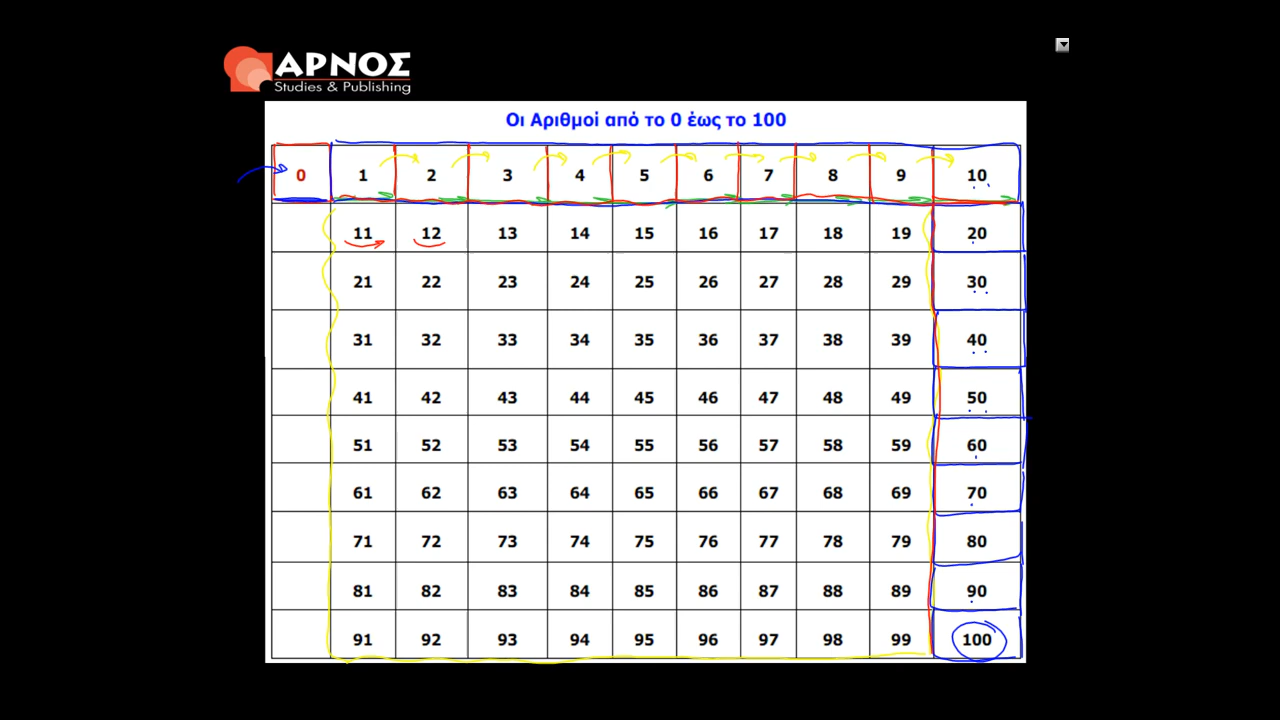 ΑΡΝΟΣ
Studies & Publishing
Οι Αριθμοί από το 0 έως το 100
0 1 2 3 4 5 6 7 8 9 10
11 12 13 14 15 16 17 18 19 20
21 22 23 24 25 26 27 28 29 30
31 32 33 34 35 36 37 38 39 40
41 42 43 44 45 46 47 48 49 50
51 52 53 54 55 56 57 58 59 60
61 62 63 64 65 66 67 68 69 70
71 72 73 74 75 76 77 78 79 80
81 82 83 84 85 86 87 88 89 90
91 92 93 94 95 96 97 98 99 100